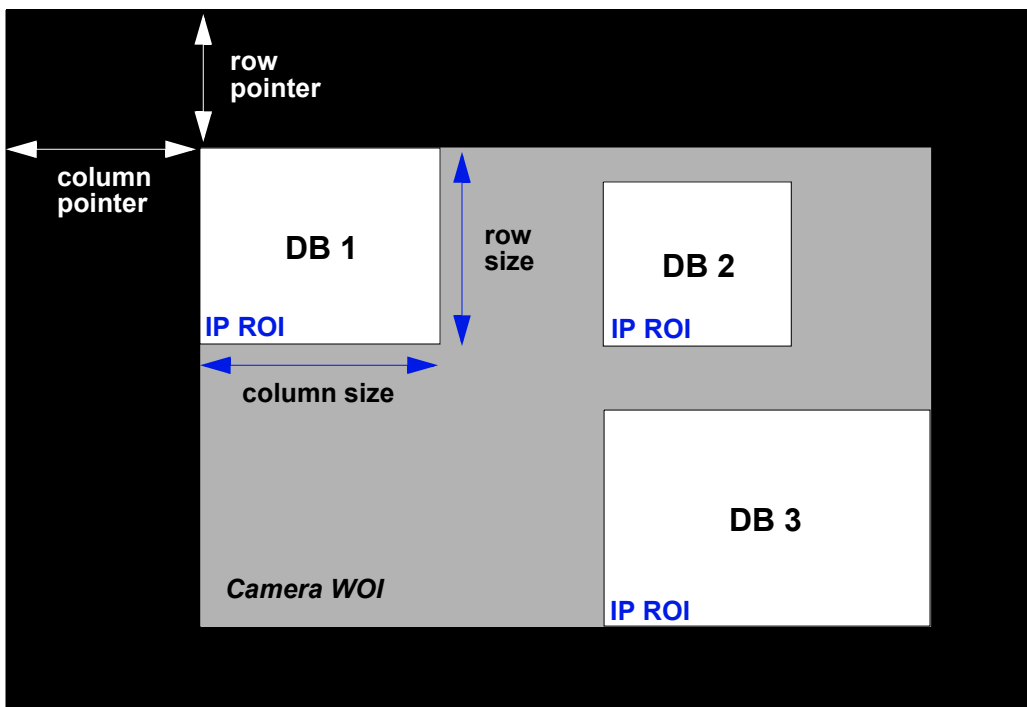 row
pointer
column
pointer
DB 1
row
size
DB 2
IP ROI
IP ROI
column size
DB 3
Camera WOI
IP ROI